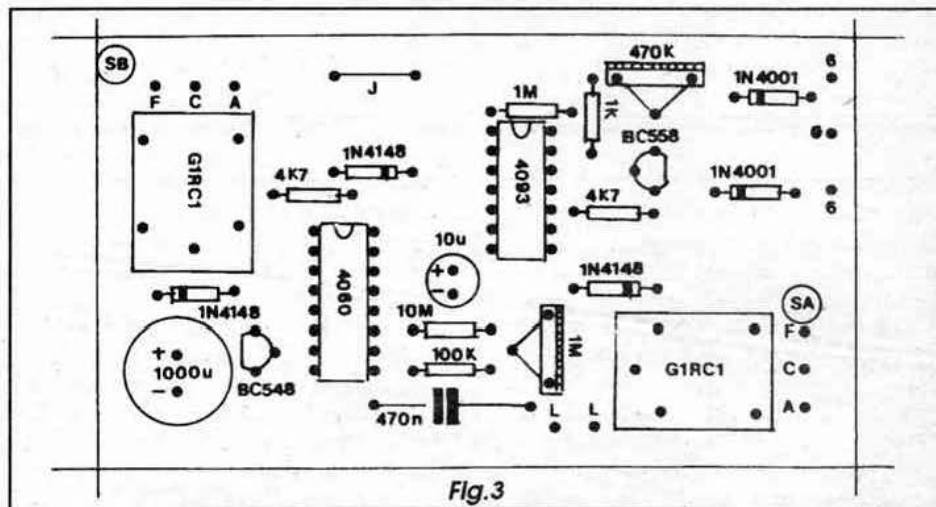 SB
F C A
J
470K
1N4001
6
1M
1K
G1RC1
1N4148
4K7
4093
BC558
6
1N4001
4K7
6
10u
+
-
4060
1N4148
1N4148
SA
10M
100K
1M
G1RC1
F
C
A
+
1000u
-
BC548
470n
L L
Fig.3